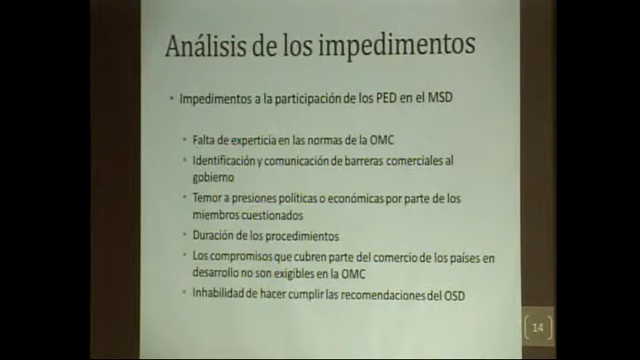 Análisis de los impedimentos
• Impedimentos a la participación de los PED en el MSD
• Falta de experticia en las normas de la OMC
• Identificación y comunicación de barreras comerciales al
gobierno
• Temor a presiones políticas o económicas por parte de los
miembros cuestionados
• Duración de los procedimientos
• Los compromisos que cubren parte del comercio de los países en
desarrollo no son exigibles en la OMC
• Inhabilidad de hacer cumplir las recomendaciones del OSD
14